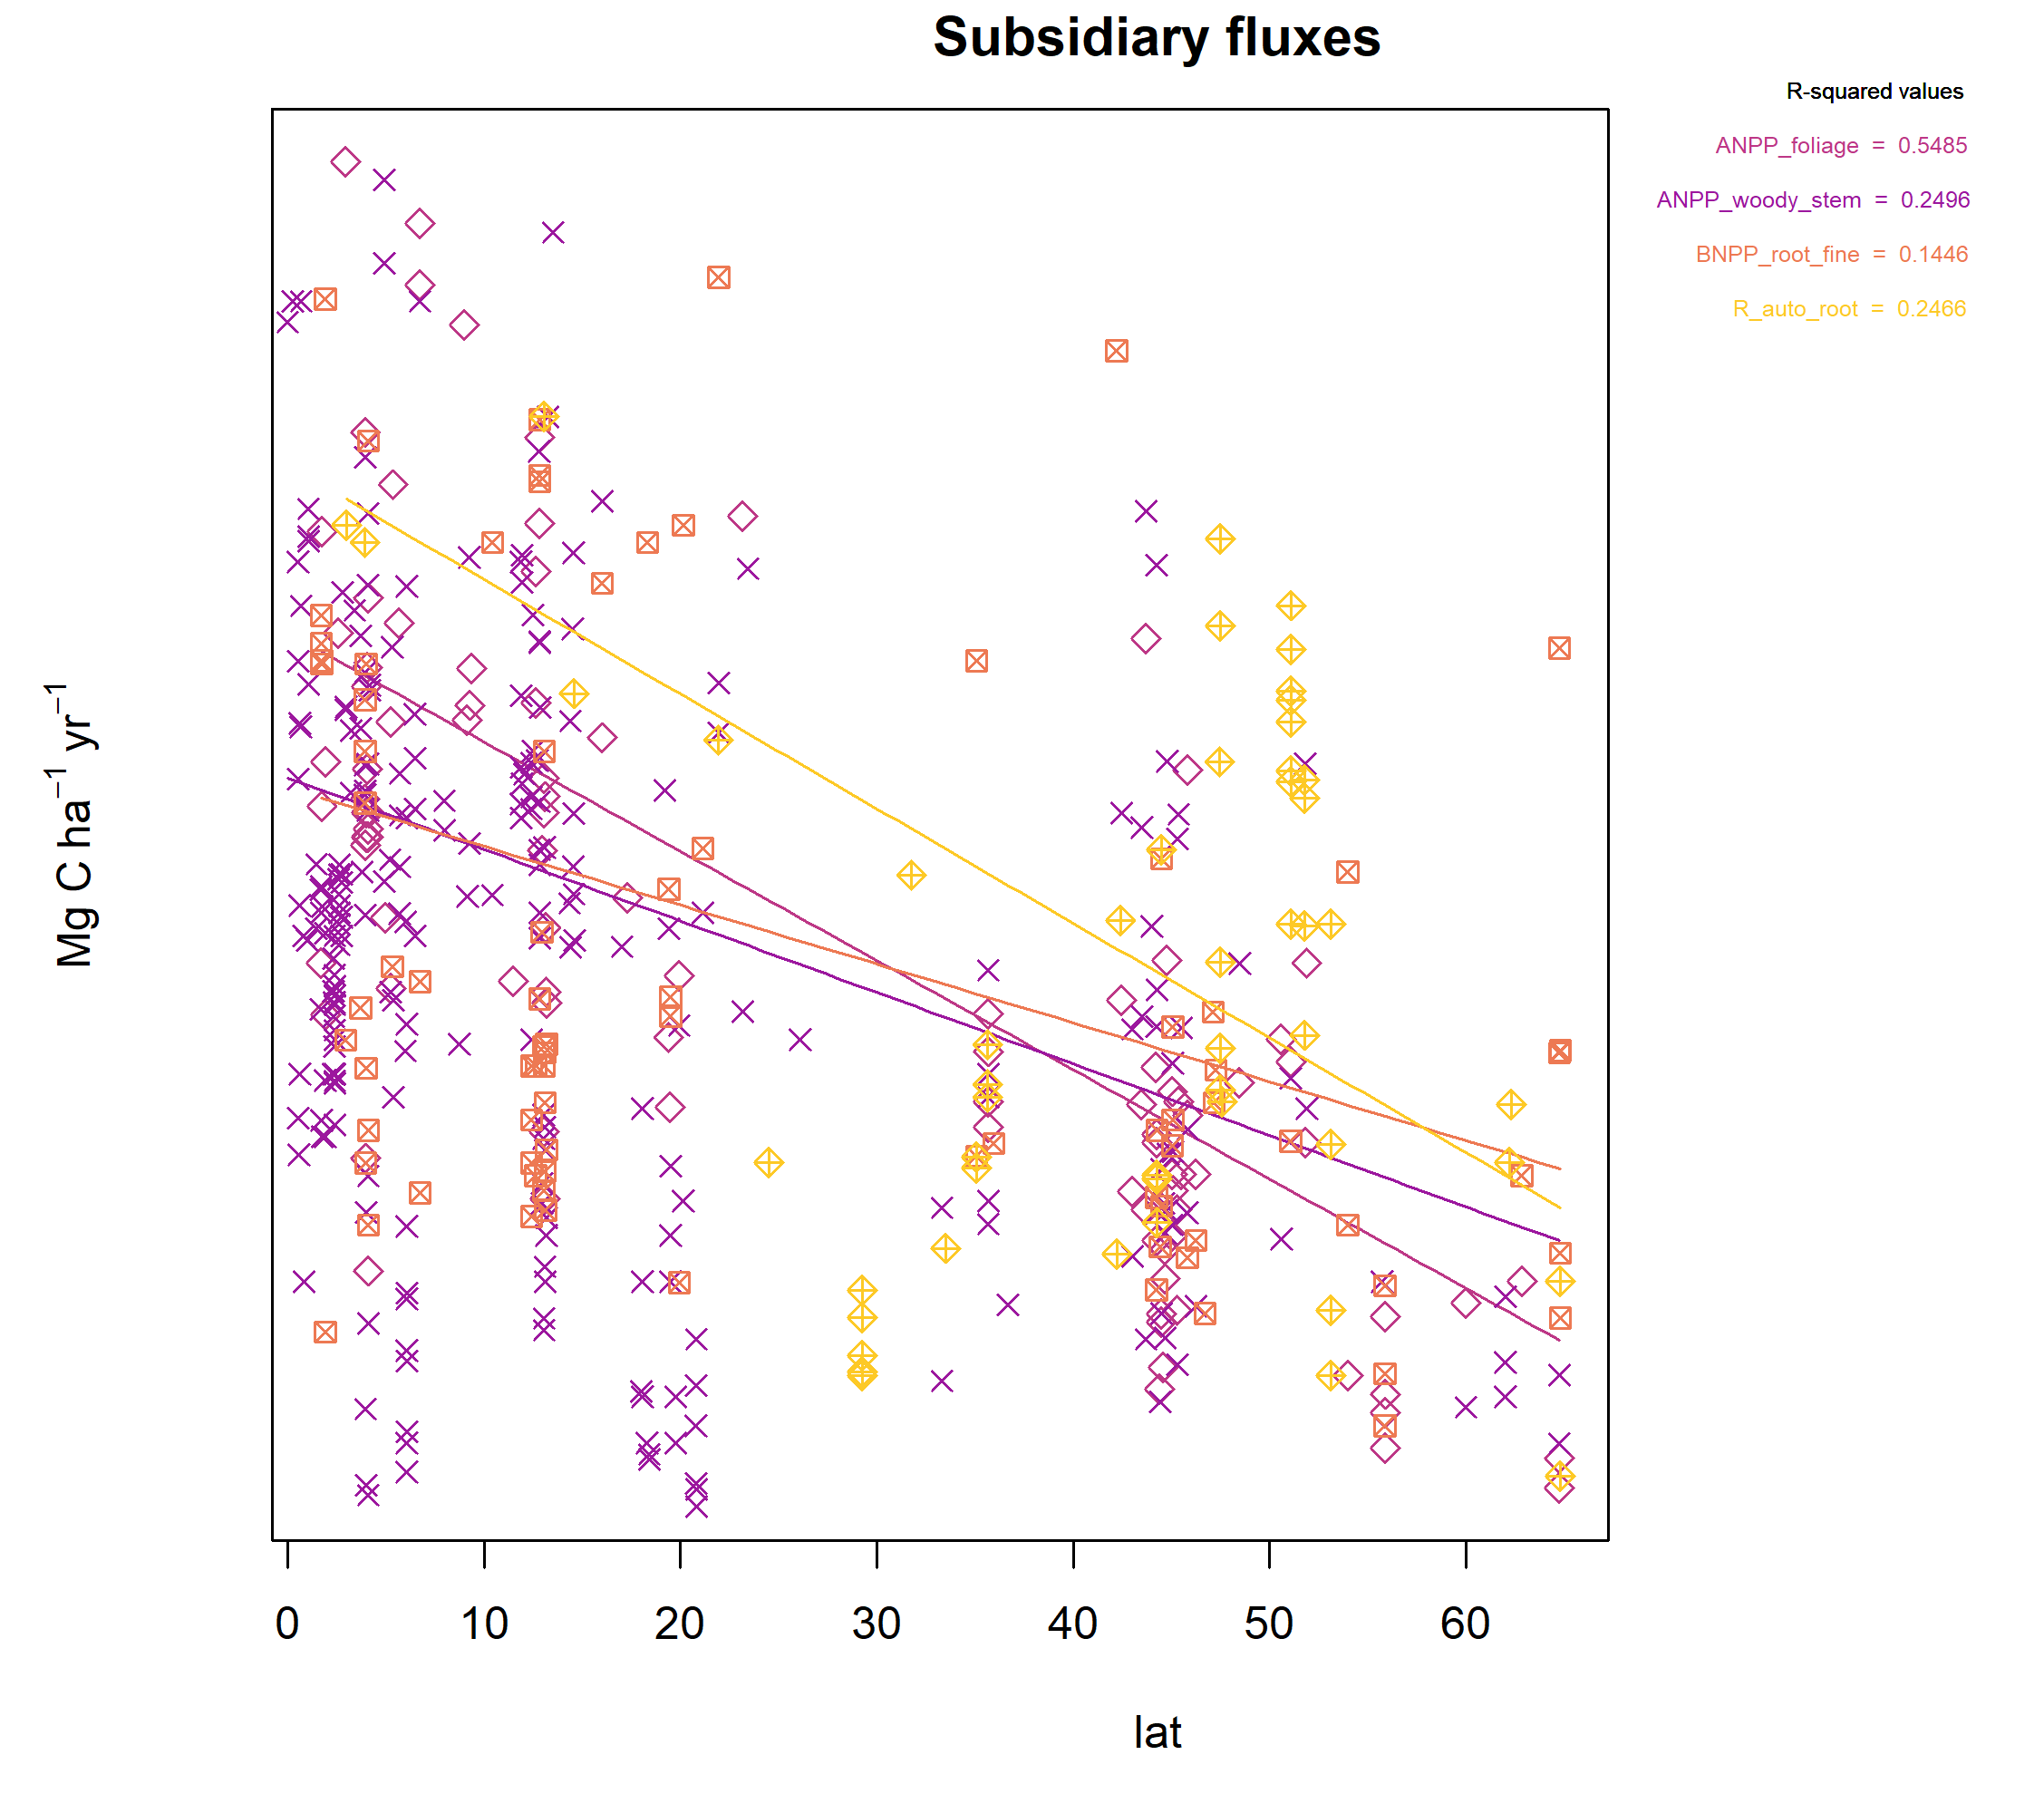 Subsidiary fluxes
R-squared values
ANPP_foliage = 0.5485
ANPP_woody_stem = 0.2496
BNPP_root_fine = 0.1446
R_auto_root = 0.2466
Mg C ha⁻¹ yr⁻¹
0 10 20 30 40 50 60
lat